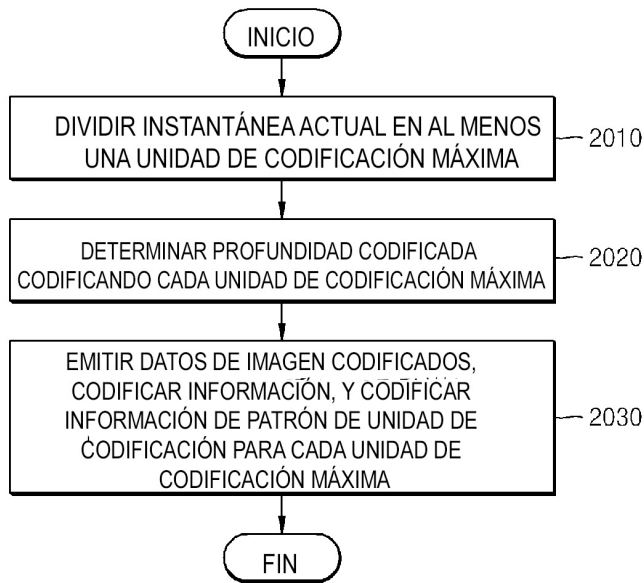 INICIO
DIVIDIR INSTANTÁNEA ACTUAL EN AL MENOS
UNA UNIDAD DE CODIFICACIÓN MÁXIMA
2010
DETERMINAR PROFUNDIDAD CODIFICADA
CODIFICANDO CADA UNIDAD DE CODIFICACIÓN MÁXIMA
2020
EMITIR DATOS DE IMAGEN CODIFICADOS,
CODIFICAR INFORMACIÓN, Y CODIFICAR
INFORMACIÓN DE PATRÓN DE UNIDAD DE
CODIFICACIÓN PARA CADA UNIDAD DE
CODIFICACIÓN MÁXIMA
2030
FIN